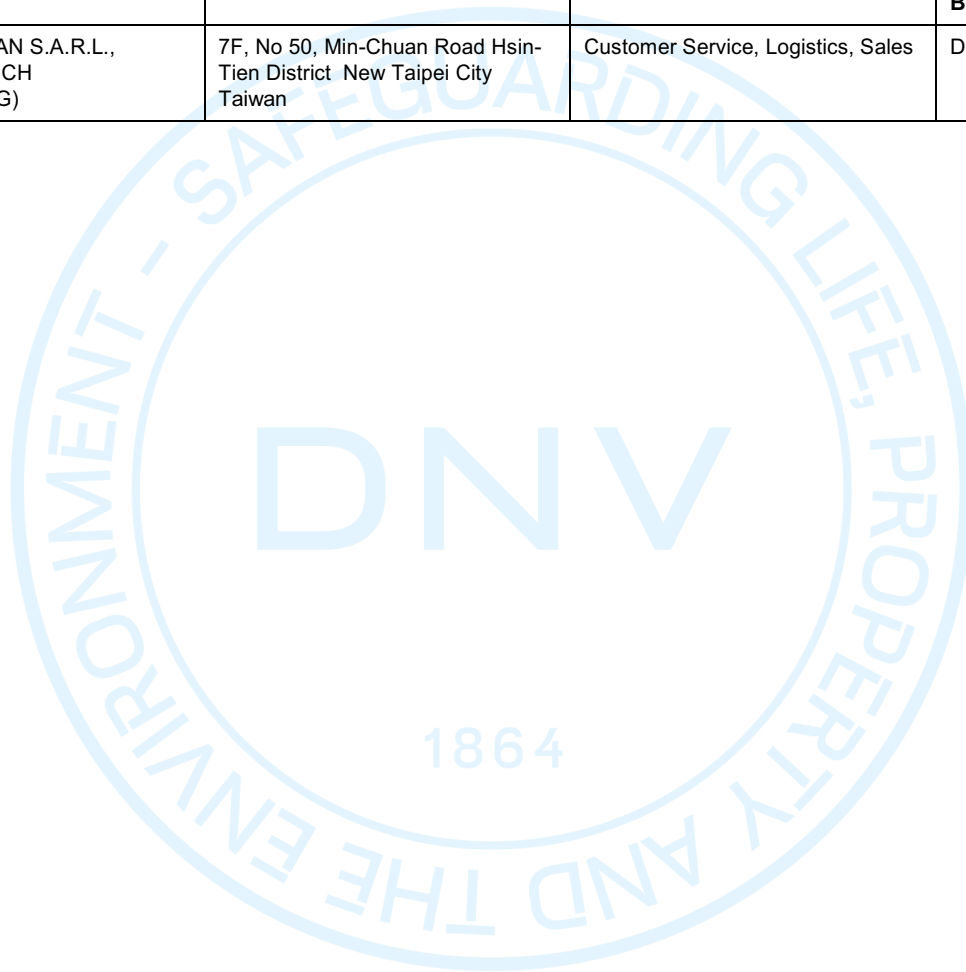 B
AN S.A.R.L.,
CH
G)
7F, No 50, Min-Chuan Road Hsin-
Tien District New Taipei City
Taiwan
Customer Service, Logistics, Sales
D
SAFEGUARDING LIFE, PROPERTY AND THE ENVIRONMENT -
DNV
1864